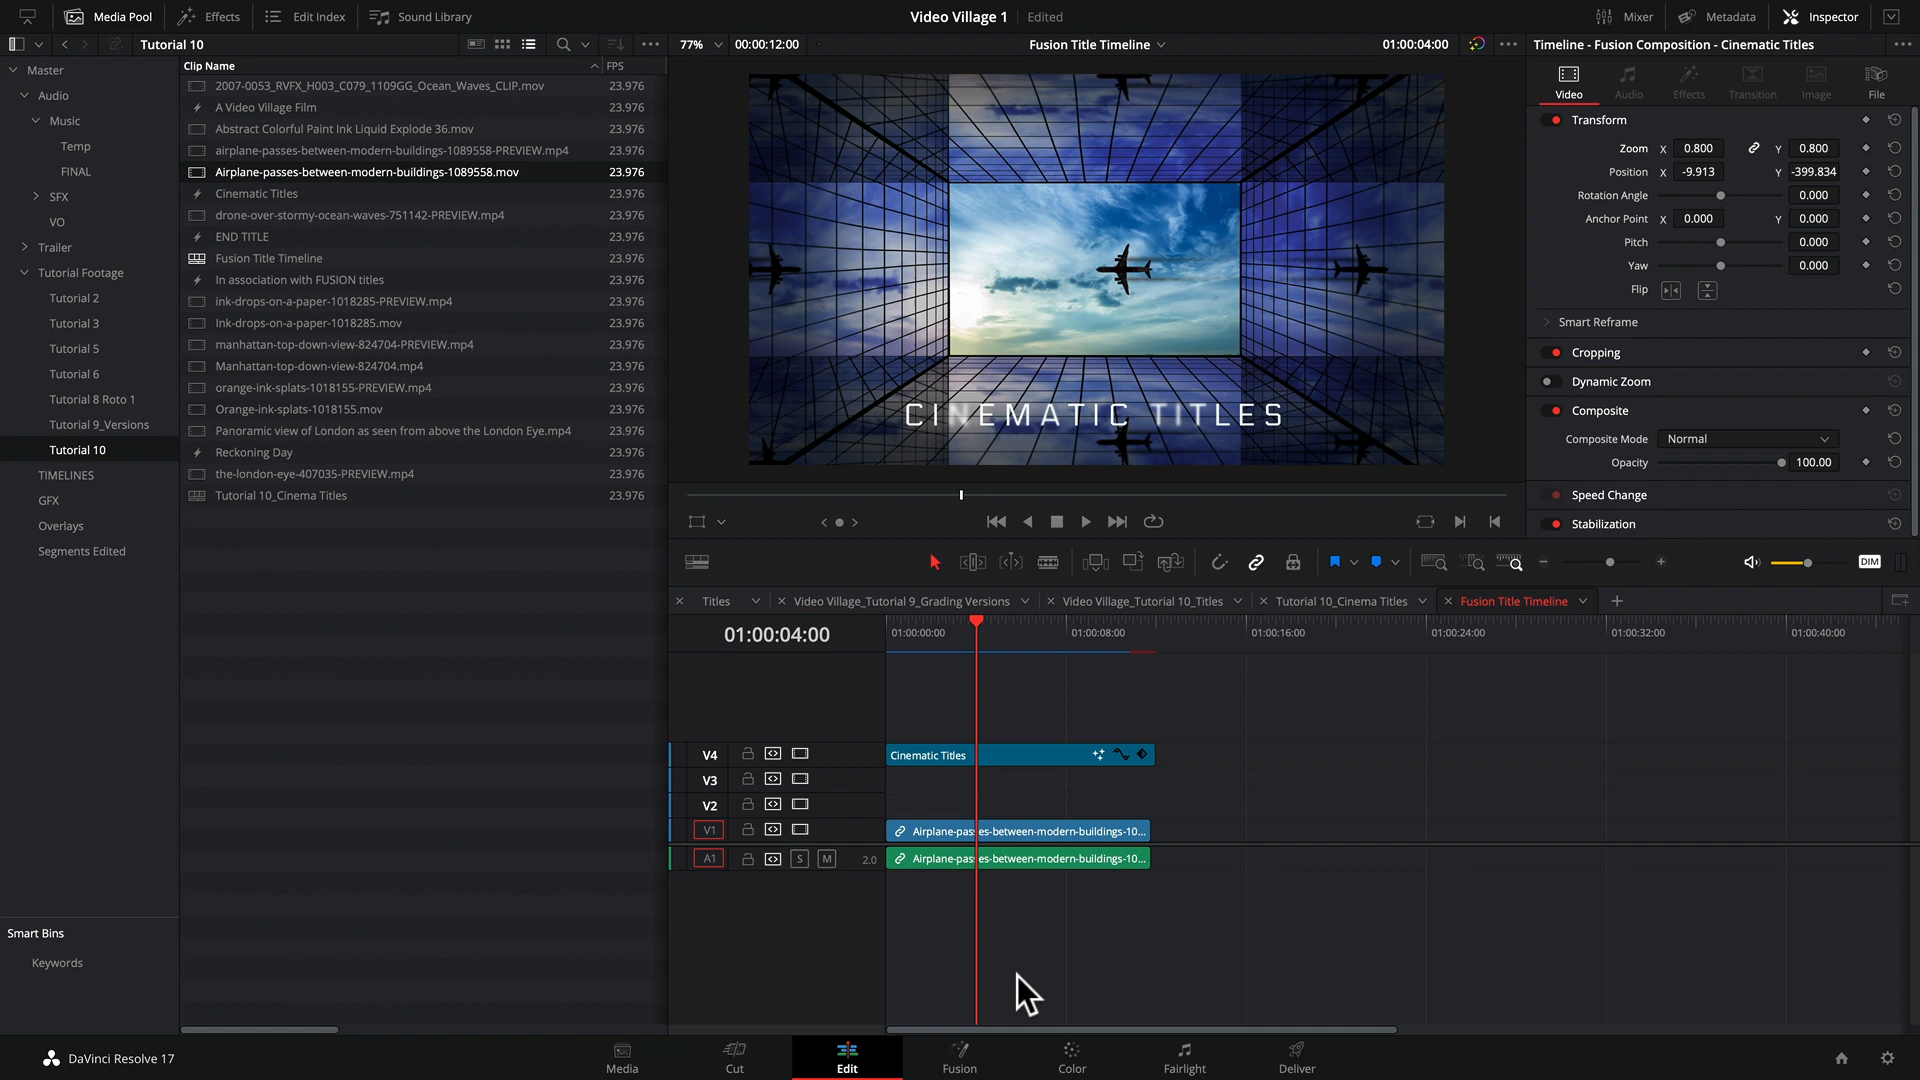 Media Pool
Effects
Edit Index
Sound Library
Video Village 1
Edited
Mixer
Metadata
Inspector
Tutorial 10
77%
00:00:12:00
Fusion Title Timeline
01:00:04:00
Timeline - Fusion Composition - Cinematic Titles
Master
Audio
Music
Temp
FINAL
SFX
VO
Trailer
Tutorial Footage
Tutorial 2
Tutorial 3
Tutorial 5
Tutorial 6
Tutorial 8 Roto 1
Tutorial 9_Versions
Tutorial 10
TIMELINES
GFX
Overlays
Segments Edited
Smart Bins
Keywords
Clip Name FPS
2007-0053_RVFX_H003_C079_1109GG_Ocean_Waves_CLIP.mov 23.976
A Video Village Film 23.976
Abstract Colorful Paint Ink Liquid Explode 36.mov 23.976
airplane-passes-between-modern-buildings-1089558-PREVIEW.mp4 23.976
Airplane-passes-between-modern-buildings-1089558.mov 23.976
Cinematic Titles 23.976
drone-over-stormy-ocean-waves-751142-PREVIEW.mp4 23.976
END TITLE 23.976
Fusion Title Timeline 23.976
In association with FUSION titles 23.976
ink-drops-on-a-paper-1018285-PREVIEW.mp4 23.976
Ink-drops-on-a-paper-1018285.mov 23.976
manhattan-top-down-view-824704-PREVIEW.mp4 23.976
Manhattan-top-down-view-824704.mp4 23.976
orange-ink-splats-1018155-PREVIEW.mp4 23.976
Orange-ink-splats-1018155.mov 23.976
Panoramic view of London as seen from above the London Eye.mp4 23.976
Reckoning Day 23.976
the-london-eye-407035-PREVIEW.mp4 23.976
Tutorial 10_Cinema Titles 23.976
CINEMATIC TITLES
Video
Audio
Effects
Transition
Image
File
Transform
Zoom X 0.800 Y 0.800
Position X -9.913 Y -399.834
Rotation Angle 0.000
Anchor Point X 0.000 Y 0.000
Pitch 0.000
Yaw 0.000
Flip
Smart Reframe
Cropping
Dynamic Zoom
Composite
Composite Mode Normal
Opacity 100.00
Speed Change
Stabilization
DIM
Titles
Video Village_Tutorial 9_Grading Versions
Video Village_Tutorial 10_Titles
Tutorial 10_Cinema Titles
Fusion Title Timeline
01:00:04:00
01:00:00:00 01:00:08:00 01:00:16:00 01:00:24:00 01:00:32:00 01:00:40:00
V4 Cinematic Titles
V3
V2
V1 Airplane-passes-between-modern-buildings-10...
A1 S M 2.0 Airplane-passes-between-modern-buildings-10...
DaVinci Resolve 17
Media
Cut
Edit
Fusion
Color
Fairlight
Deliver